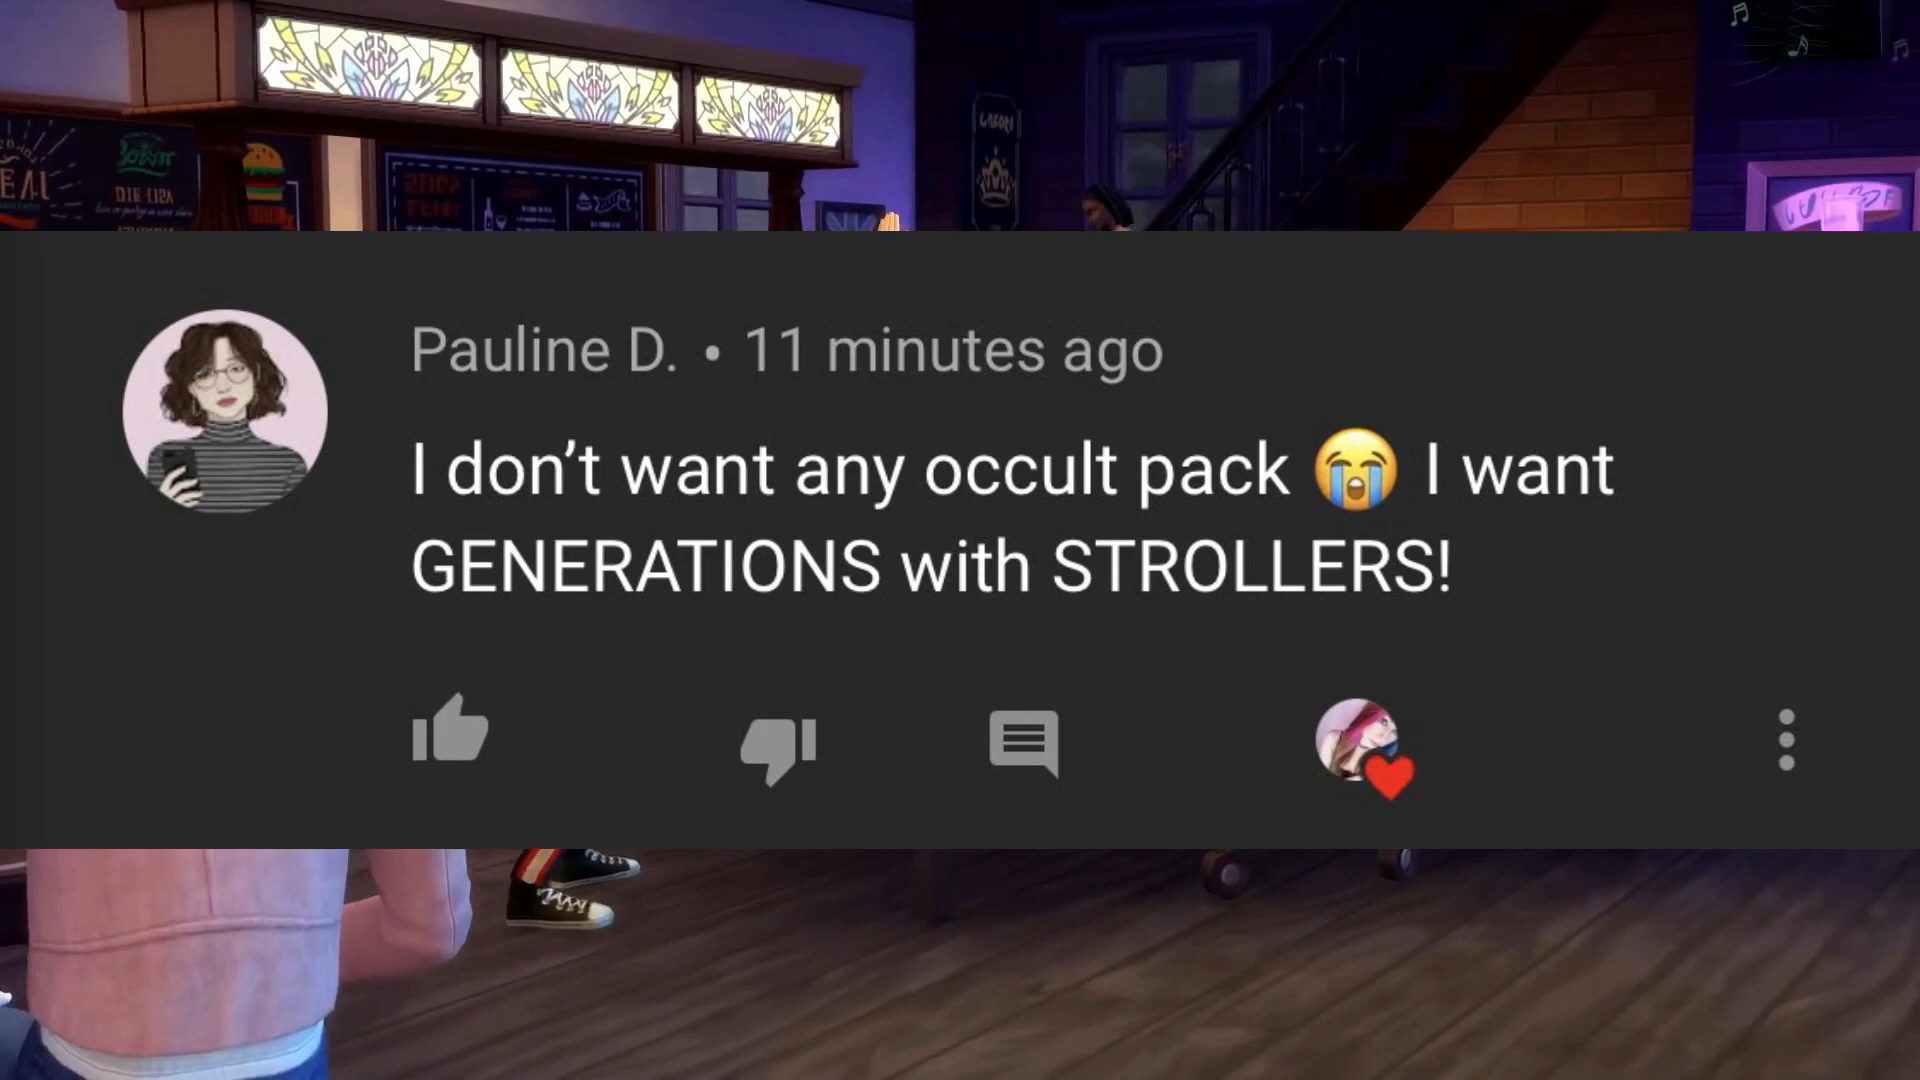 Pauline D. • 11 minutes ago
I don’t want any occult pack 😭 I want
GENERATIONS with STROLLERS!